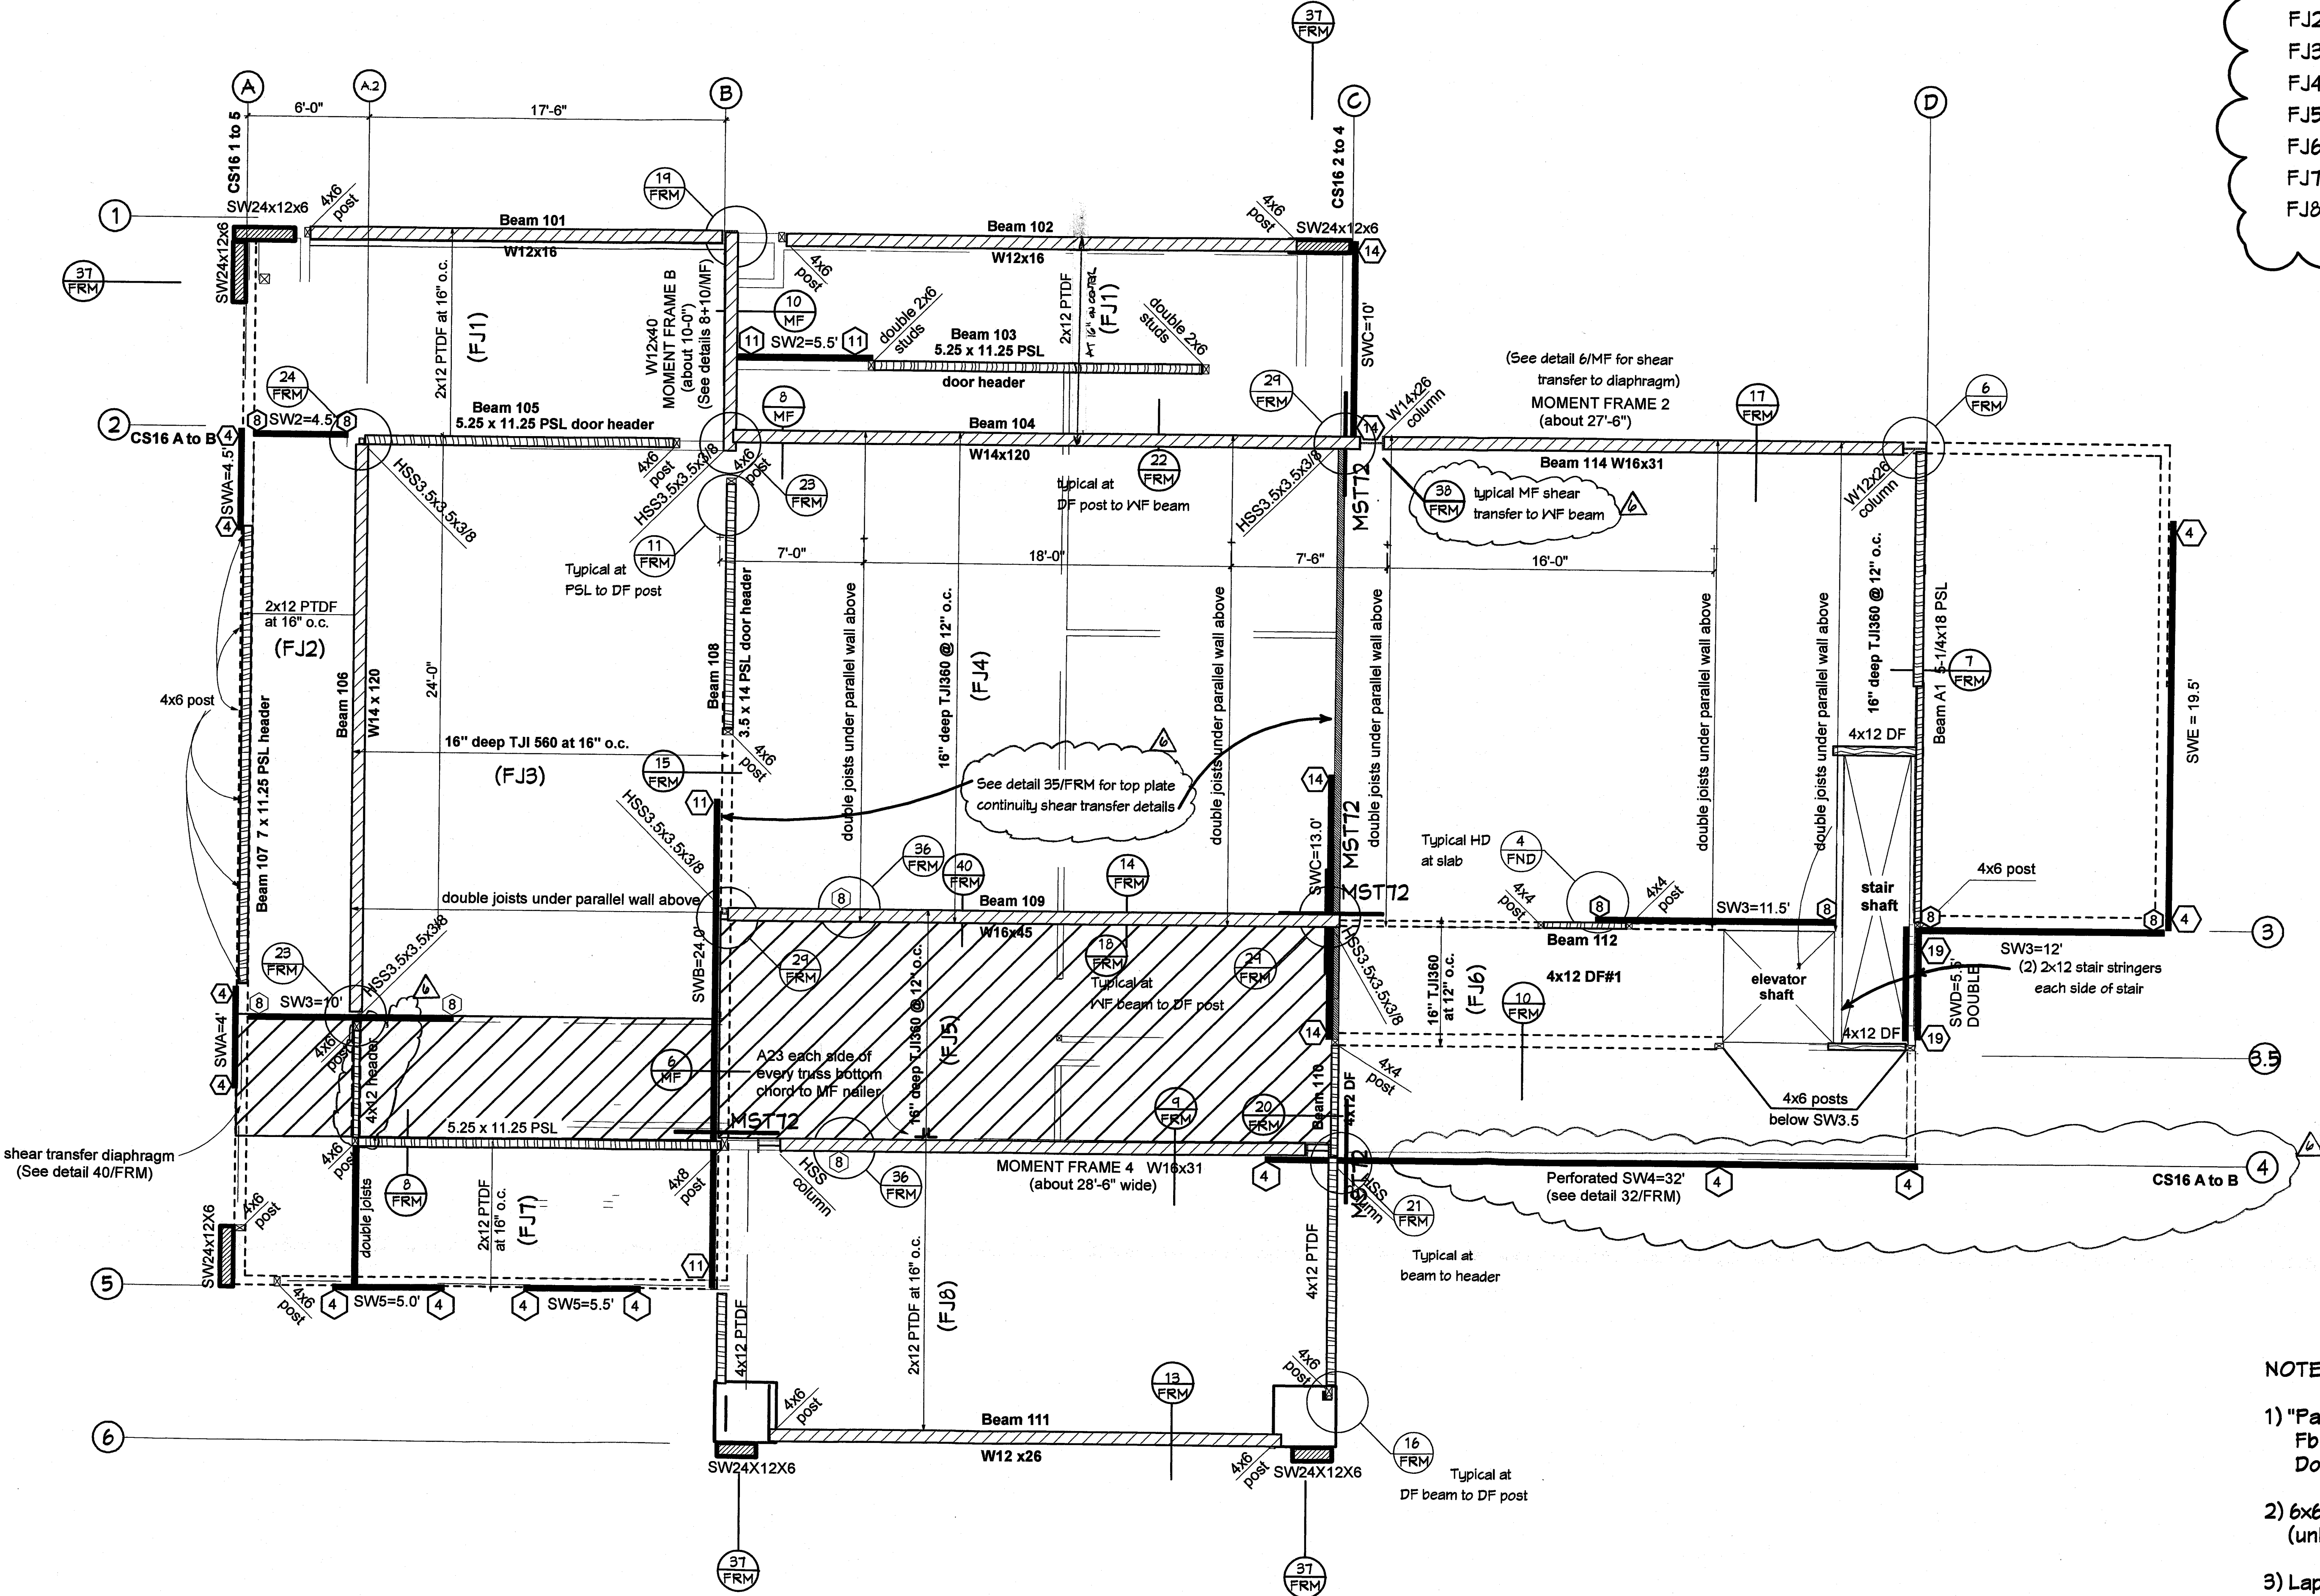 37
FRM
FJ2
FJ3
FJ4
FJ5
FJ6
FJ7
FJ8
A
A.2
B
C
D
6'-0"
17'-6"
CS16 1 to 5
CS16 2 to 4
SW24x12x6
4x6
post
19
FRM
1
Beam 101
W12x16
Beam 102
W12x16
4x6
post
SW24x12x6
14
SW24x12x6
37
FRM
2x12 PTDF at 16" o.c.
(FJ1)
W12x40
MOMENT FRAME B
(about 10-0")
(See details 8+10/MF)
4x6
post
10
MF
2x12 PTDF
AT 16" ON CENTER
(FJ1)
double 2x6
studs
double 2x6
studs
SWC=10'
11
SW2=5.5'
11
Beam 103
5.25 x 11.25 PSL
door header
(See detail 6/MF for shear
transfer to diaphragm)
MOMENT FRAME 2
(about 27'-6")
W14x26
column
17
FRM
6
FRM
24
FRM
29
FRM
8
MF
2
CS16 A to B
4
8
SW2=4.5'
8
Beam 105
5.25 x 11.25 PSL door header
Beam 104
W14x120
14
Beam 114 W16x31
W12x26
column
SWA=4.5'
4
HSS3.5x3.5x3/8
4x6
post
HSS3.5x3.5x3/8
4x6
post
23
FRM
22
FRM
typical at
DF post to WF beam
HSS3.5x3.5x3/8
MST72
38
FRM
typical MF shear
transfer to WF beam
6
4
11
FRM
Typical at
PSL to DF post
7'-0"
18'-0"
7'-6"
16'-0"
2x12 PTDF
at 16" o.c.
(FJ2)
4x6 post
Beam 107 7 x 11.25 PSL header
Beam 106
W14 x 120
24'-0"
16" deep TJI 560 at 16" o.c.
(FJ3)
Beam 108
3.5 x 14 PSL door header
4x6
post
double joists under parallel wall above
16" deep TJI360 @ 12" o.c.
(FJ4)
double joists under parallel wall above
double joists under parallel wall above
double joists under parallel wall above
double joists under parallel wall above
16" deep TJI360 @ 12" o.c.
Beam A1 5-1/4x18 PSL
7
FRM
SWE = 19.5'
4x12 DF
15
FRM
6
See detail 35/FRM for top plate
continuity shear transfer details
11
HSS3.5x3.5x3/8
14
SWC=13.0'
MST72
36
FRM
40
FRM
14
FRM
Typical HD
at slab
4
FND
4x4
post
4x4
post
8
SW3=11.5'
8
stair
shaft
4x6 post
double joists under parallel wall above
8
Beam 109
W16x45
MST72
Beam 112
8
8
4
3
SW3=12'
19
(2) 2x12 stair stringers
each side of stair
SWD=5.5'
DOUBLE
19
SWB=24.0'
29
FRM
18
FRM
Typical at
WF beam to DF post
29
FRM
HSS3.5x3.5x3/8
16" TJI360
at 12" o.c.
(FJ6)
4x12 DF#1
10
FRM
elevator
shaft
4x12 DF
23
FRM
HSS3.5x3.5x3/8
6
4
8
SW3=10'
8
SWA=4'
4
4x6
post
4x12 header
6
MF
A23 each side of
every truss bottom
chord to MF nailer
16" deep TJI360 @ 12" o.c.
(FJ5)
14
4x4
post
Beam 110
4x12 DF
3.5
4x6 posts
below SW3.5
9
FRM
20
FRM
shear transfer diaphragm
(See detail 40/FRM)
5.25 x 11.25 PSL
MST72
4x6
post
8
FRM
4x8
post
HSS
column
8
36
FRM
MOMENT FRAME 4 W16x31
(about 28'-6" wide)
4
MST72
HSS
column
21
FRM
Typical at
beam to header
Perforated SW4=32'
(see detail 32/FRM)
4
4
CS16 A to B
4
6
SW24x12X6
4x6
post
double joists
2x12 PTDF
at 16" o.c.
(FJ7)
11
5
4x6
post
4
SW5=5.0'
4
4
SW5=5.5'
4
4x12 PTDF
2x12 PTDF at 16" o.c.
(FJ8)
4x12 PTDF
4x6
post
4x6
post
13
FRM
6
Beam 111
W12 x26
SW24X12X6
4x6
post
SW24X12X6
16
FRM
Typical at
DF beam to DF post
37
FRM
37
FRM
NOTE
1) "Pa
Fb
Do
2) 6x6
(unl
3) Lap